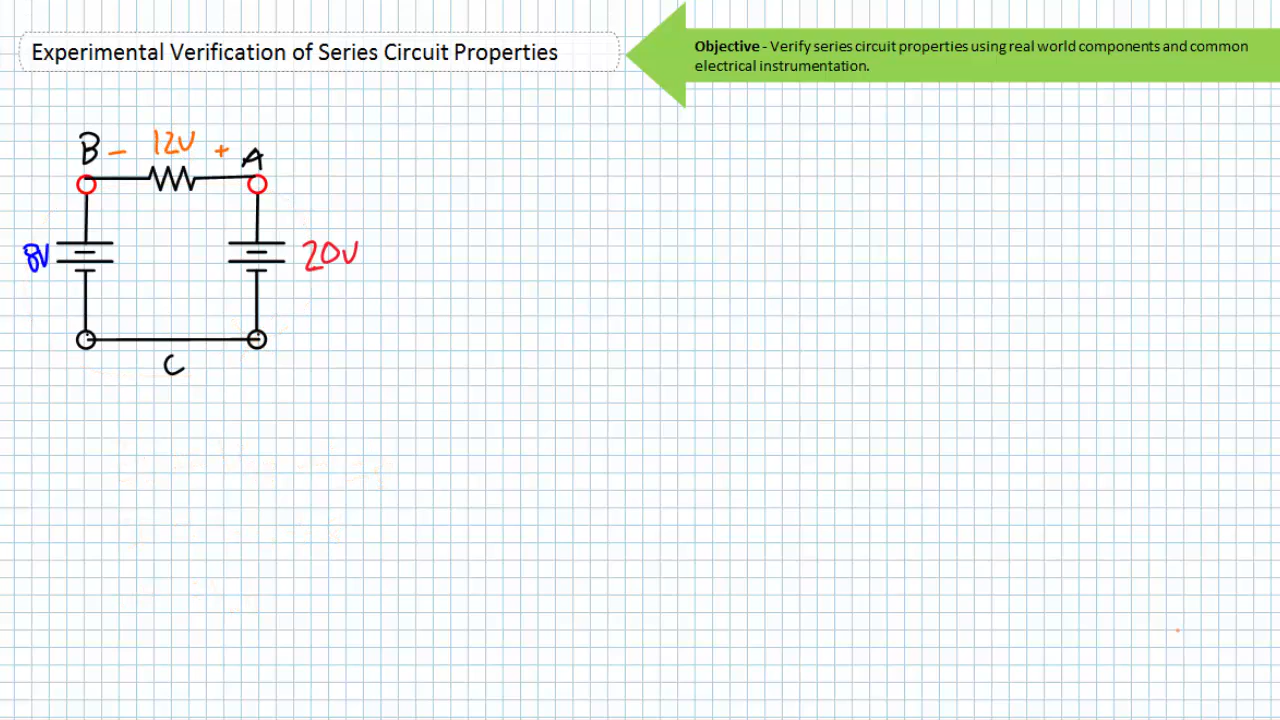 Experimental Verification of Series Circuit Properties
Objective - Verify series circuit properties using real world components and common
electrical instrumentation.
B - 12V + A
8V
20V
C